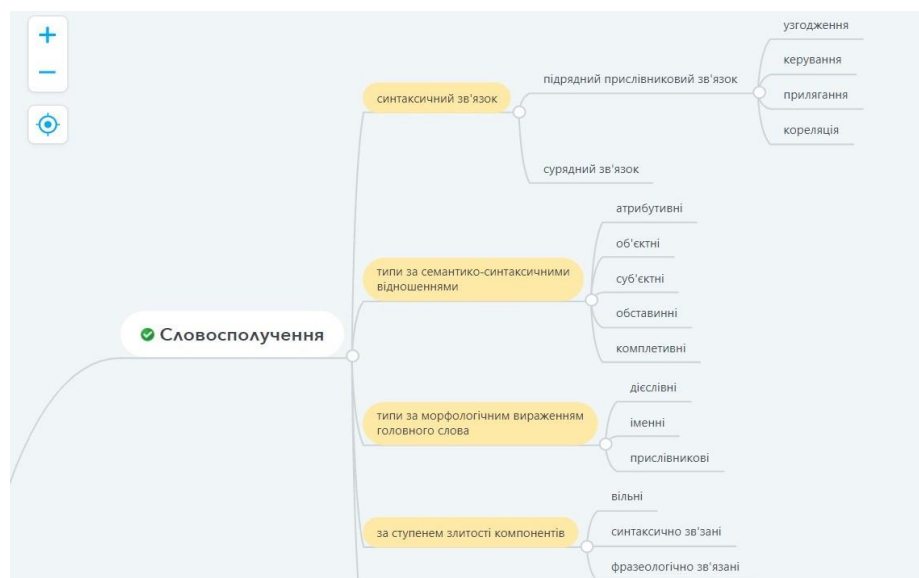 узгодження
керування
підрядний прислівниковий зв'язок
синтаксичний зв'язок
прилягання
кореляція
сурядний зв'язок
атрибутивні
об'єктні
типи за семантико-синтаксичними
відношеннями
суб'єктні
обставинні
Словосполучення
комплетивні
дієслівні
типи за морфологічним вираженням
головного слова
іменні
прислівникові
вільні
за ступенем злитості компонентів
синтаксично зв'зані
фразеологічно зв'язані